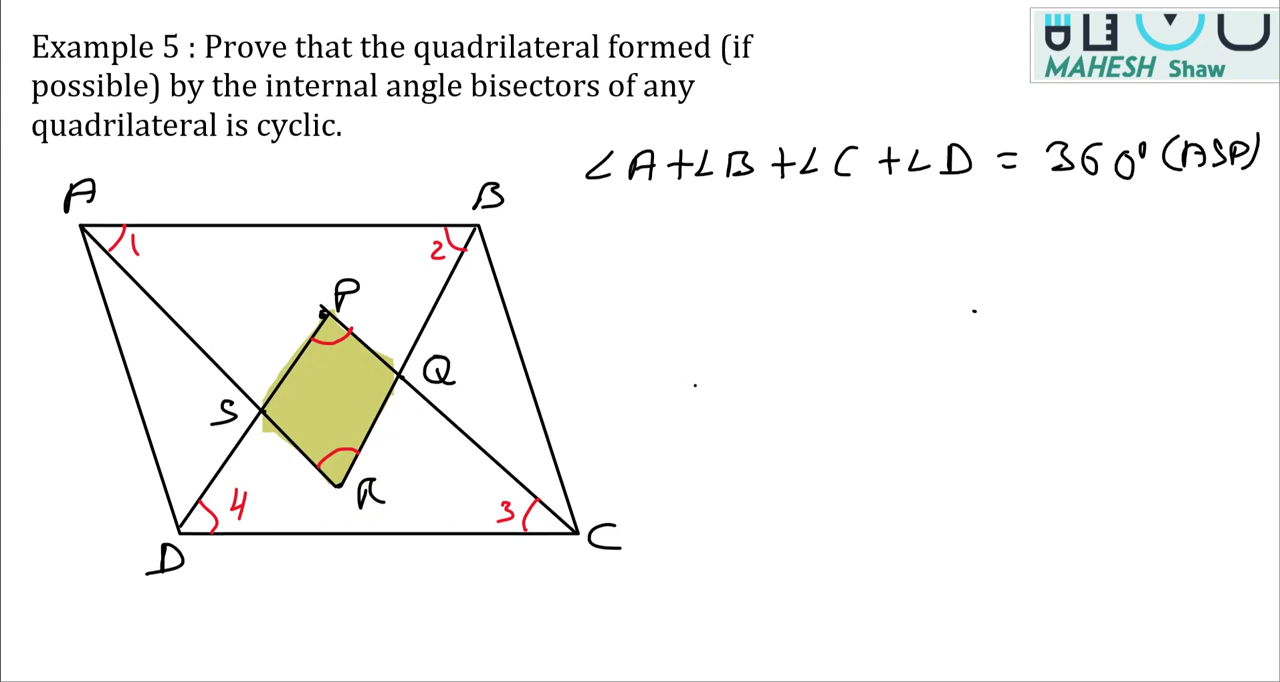 Example 5 : Prove that the quadrilateral formed (if
possible) by the internal angle bisectors of any
quadrilateral is cyclic.
MAHESH Shaw
∠A+∠B+∠C+∠D = 360° (ASP)
A
B
1
2
P
Q
S
R
4
3
D
C